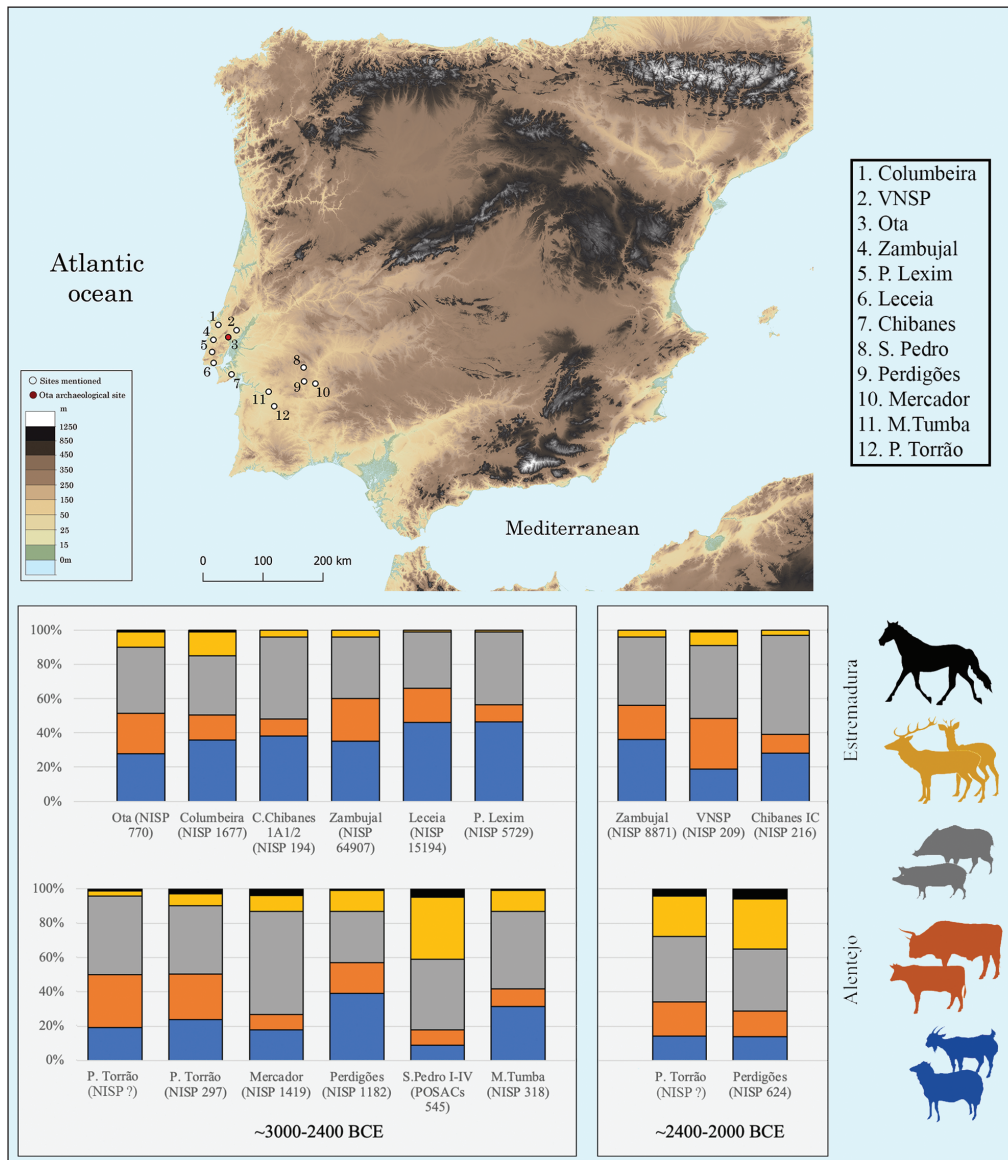 Atlantic
ocean
Mediterranean
1
2
4
3
5
6
7
8
9
10
11
12
1. Columbeira
2. VNSP
3. Ota
4. Zambujal
5. P. Lexim
6. Leceia
7. Chibanes
8. S. Pedro
9. Perdigões
10. Mercador
11. M.Tumba
12. P. Torrão
Sites mentioned
Ota archaeological site
m
1250
850
450
350
250
150
50
25
15
0m
0 100 200 km
100%
80%
60%
40%
20%
0%
Ota (NISP
770)
Columbeira
(NISP 1677)
C.Chibanes
1A1/2
(NISP 194)
Zambujal
(NISP
64907)
Leceia
(NISP
15194)
P. Lexim
(NISP 5729)
Zambujal
(NISP 8871)
VNSP
(NISP 209)
Chibanes IC
(NISP 216)
Estremadura
100%
80%
60%
40%
20%
0%
P. Torrão
(NISP ?)
P. Torrão
(NISP 297)
Mercador
(NISP 1419)
Perdigões
(NISP 1182)
S.Pedro I-IV
(POSACs
545)
M.Tumba
(NISP 318)
P. Torrão
(NISP ?)
Perdigões
(NISP 624)
Alentejo
~3000-2400 BCE
~2400-2000 BCE